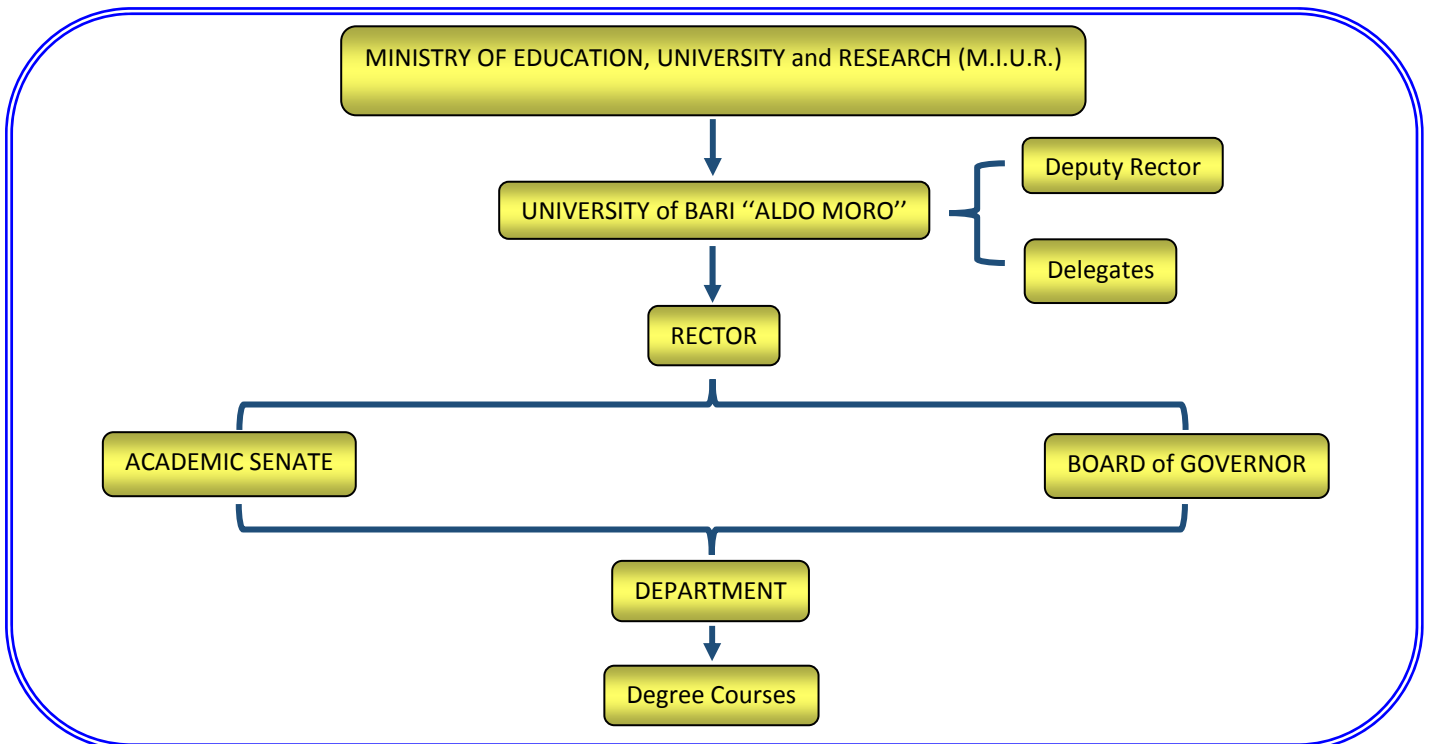 MINISTRY OF EDUCATION, UNIVERSITY and RESEARCH (M.I.U.R.)
Deputy Rector
UNIVERSITY of BARI ‘‘ALDO MORO’’
Delegates
RECTOR
ACADEMIC SENATE
BOARD of GOVERNOR
DEPARTMENT
Degree Courses